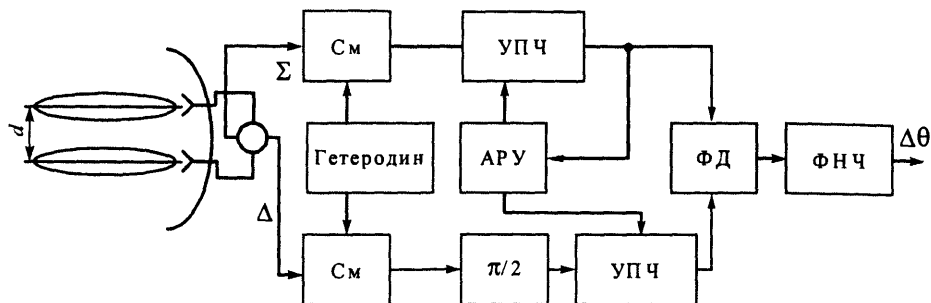 См
УПЧ
Σ
d
Гетеродин
АРУ
ФД
ФНЧ
Δθ
Δ
См
π/2
УПЧ